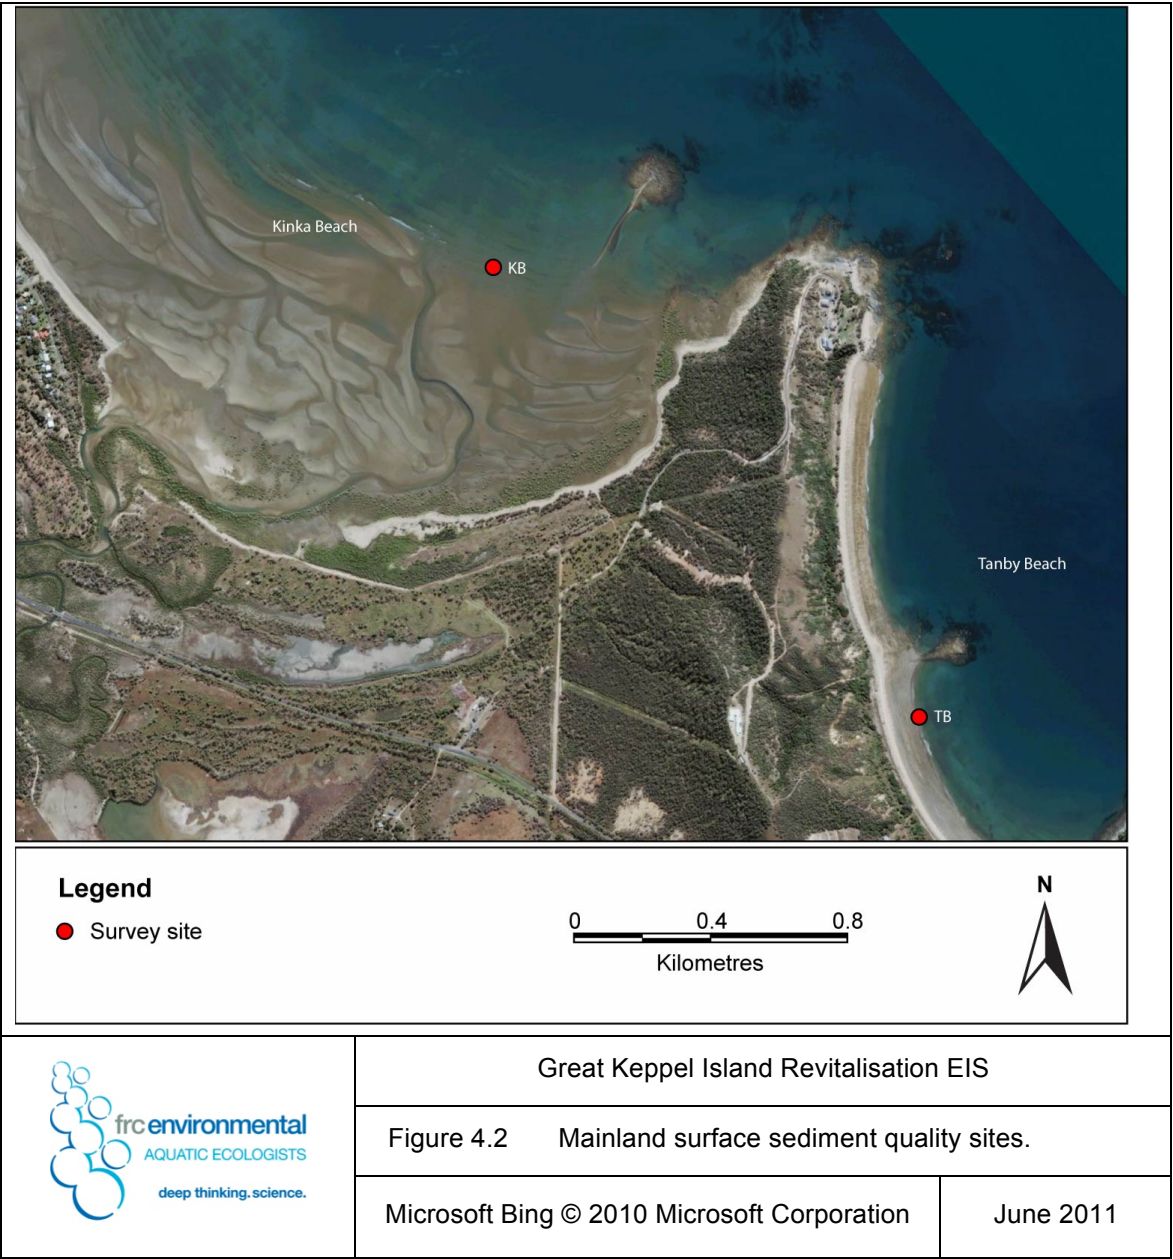 Kinka Beach
KB
Tanby Beach
TB
Legend
Survey site
0 0.4 0.8
Kilometres
N
frcenvironmental
AQUATIC ECOLOGISTS
deep thinking.science.
Great Keppel Island Revitalisation EIS
Figure 4.2 Mainland surface sediment quality sites.
Microsoft Bing © 2010 Microsoft Corporation
June 2011